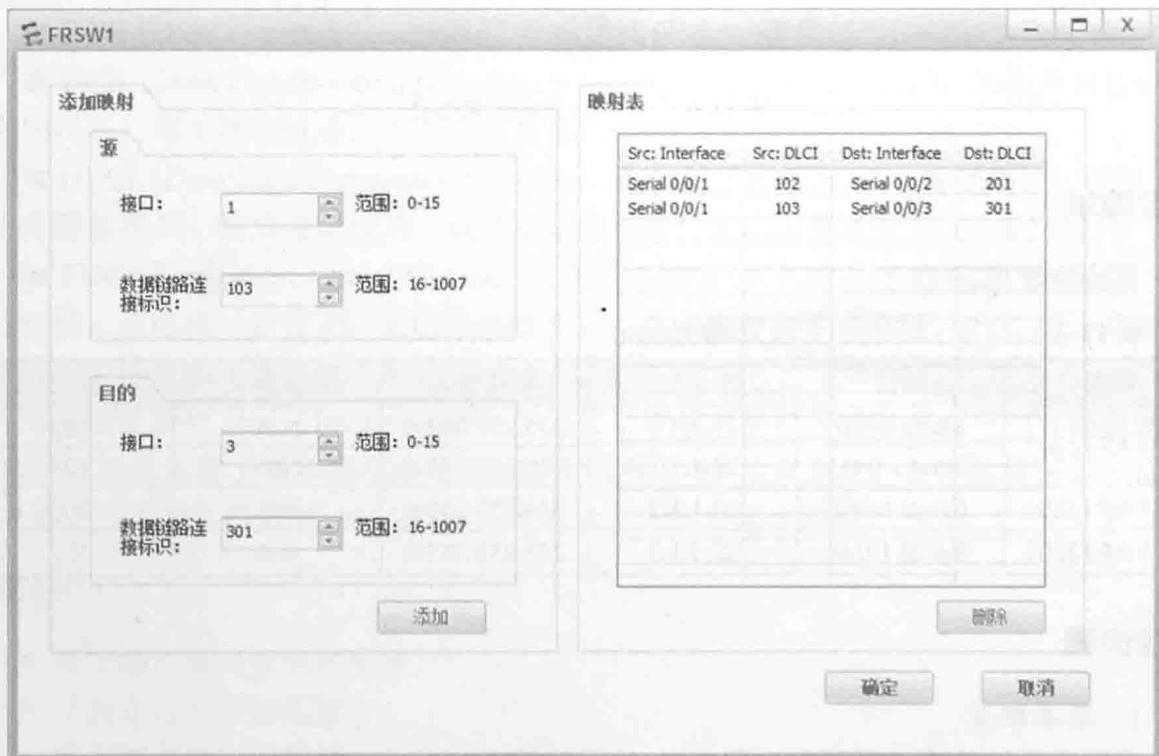 FRSW1
添加映射
源
接口: 1 范围: 0-15
数据链路连
接标识: 103 范围: 16-1007
目的
接口: 3 范围: 0-15
数据链路连
接标识: 301 范围: 16-1007
添加
映射表
Src: Interface Src: DLCI Dst: Interface Dst: DLCI
Serial 0/0/1 102 Serial 0/0/2 201
Serial 0/0/1 103 Serial 0/0/3 301
删除
确定 取消